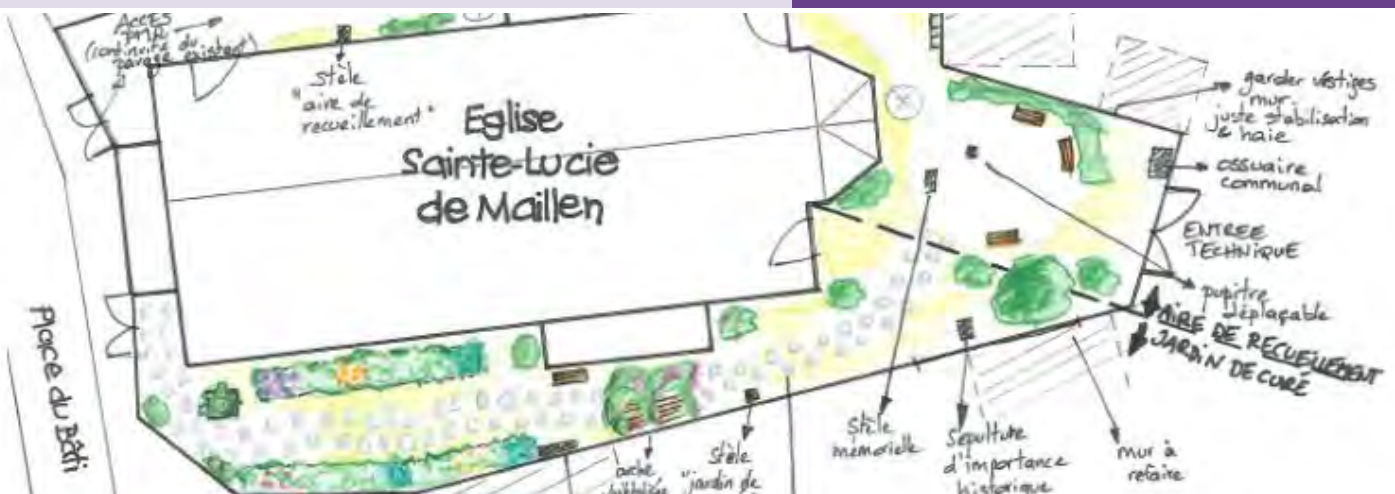 ACCES
PMR
(continuité du
pavage existant)
Stèle
"aire de
recueillement"
Eglise
Sainte-Lucie
de Maillen
garder vestiges
mur,
juste stabilisation
& haie
ossuaire
communal
ENTREE
TECHNIQUE
pupitre
déplaçable
AIRE DE RECUEILLEMENT
JARDIN DE CURÉ
Place du Bâti
Stèle
mémorielle
Sépulture
d'importance
historique
mur à
refaire
Stèle
"jardin de